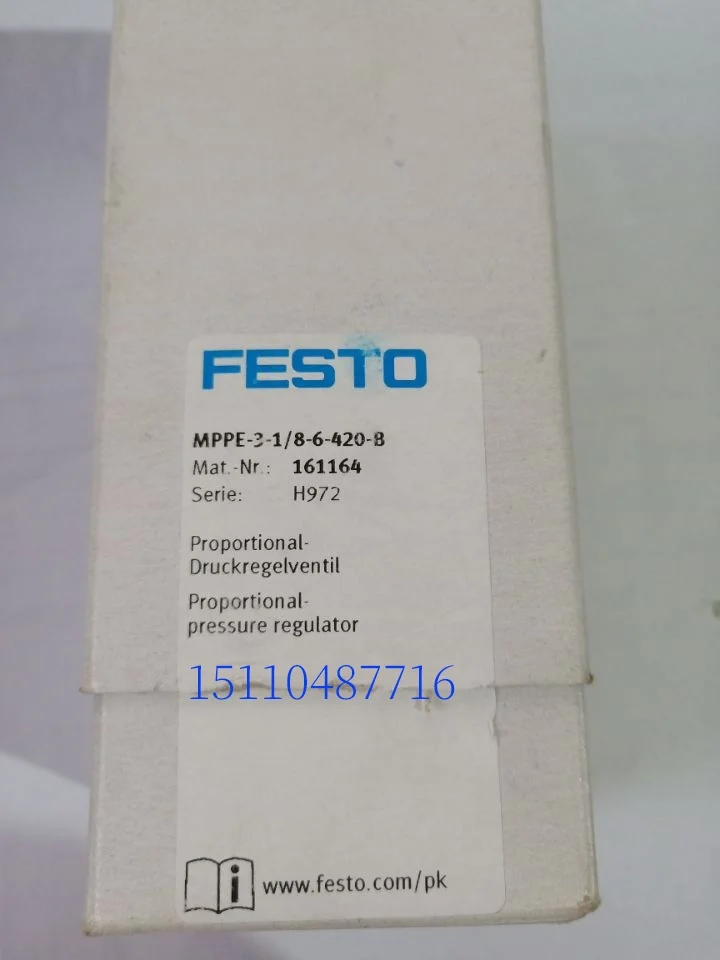 FESTO
MPPE-3-1/8-6-420-B
Mat.-Nr.: 161164
Serie: H972
Proportional-
Druckregelventil
Proportional-
pressure regulator
15110487716
i www.festo.com/pk